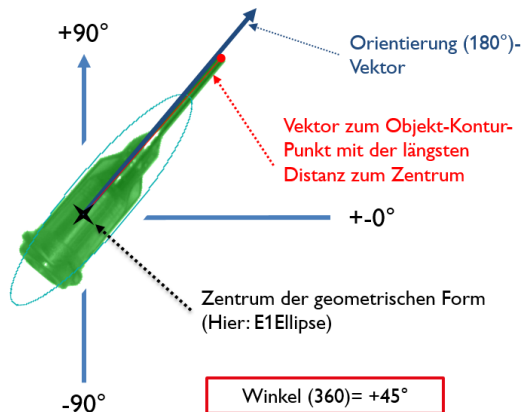 +90°
Orientierung (180°)-
Vektor
Vektor zum Objekt-Kontur-
Punkt mit der längsten
Distanz zum Zentrum
+-0°
Zentrum der geometrischen Form
(Hier: E1Ellipse)
-90°
Winkel (360)= +45°